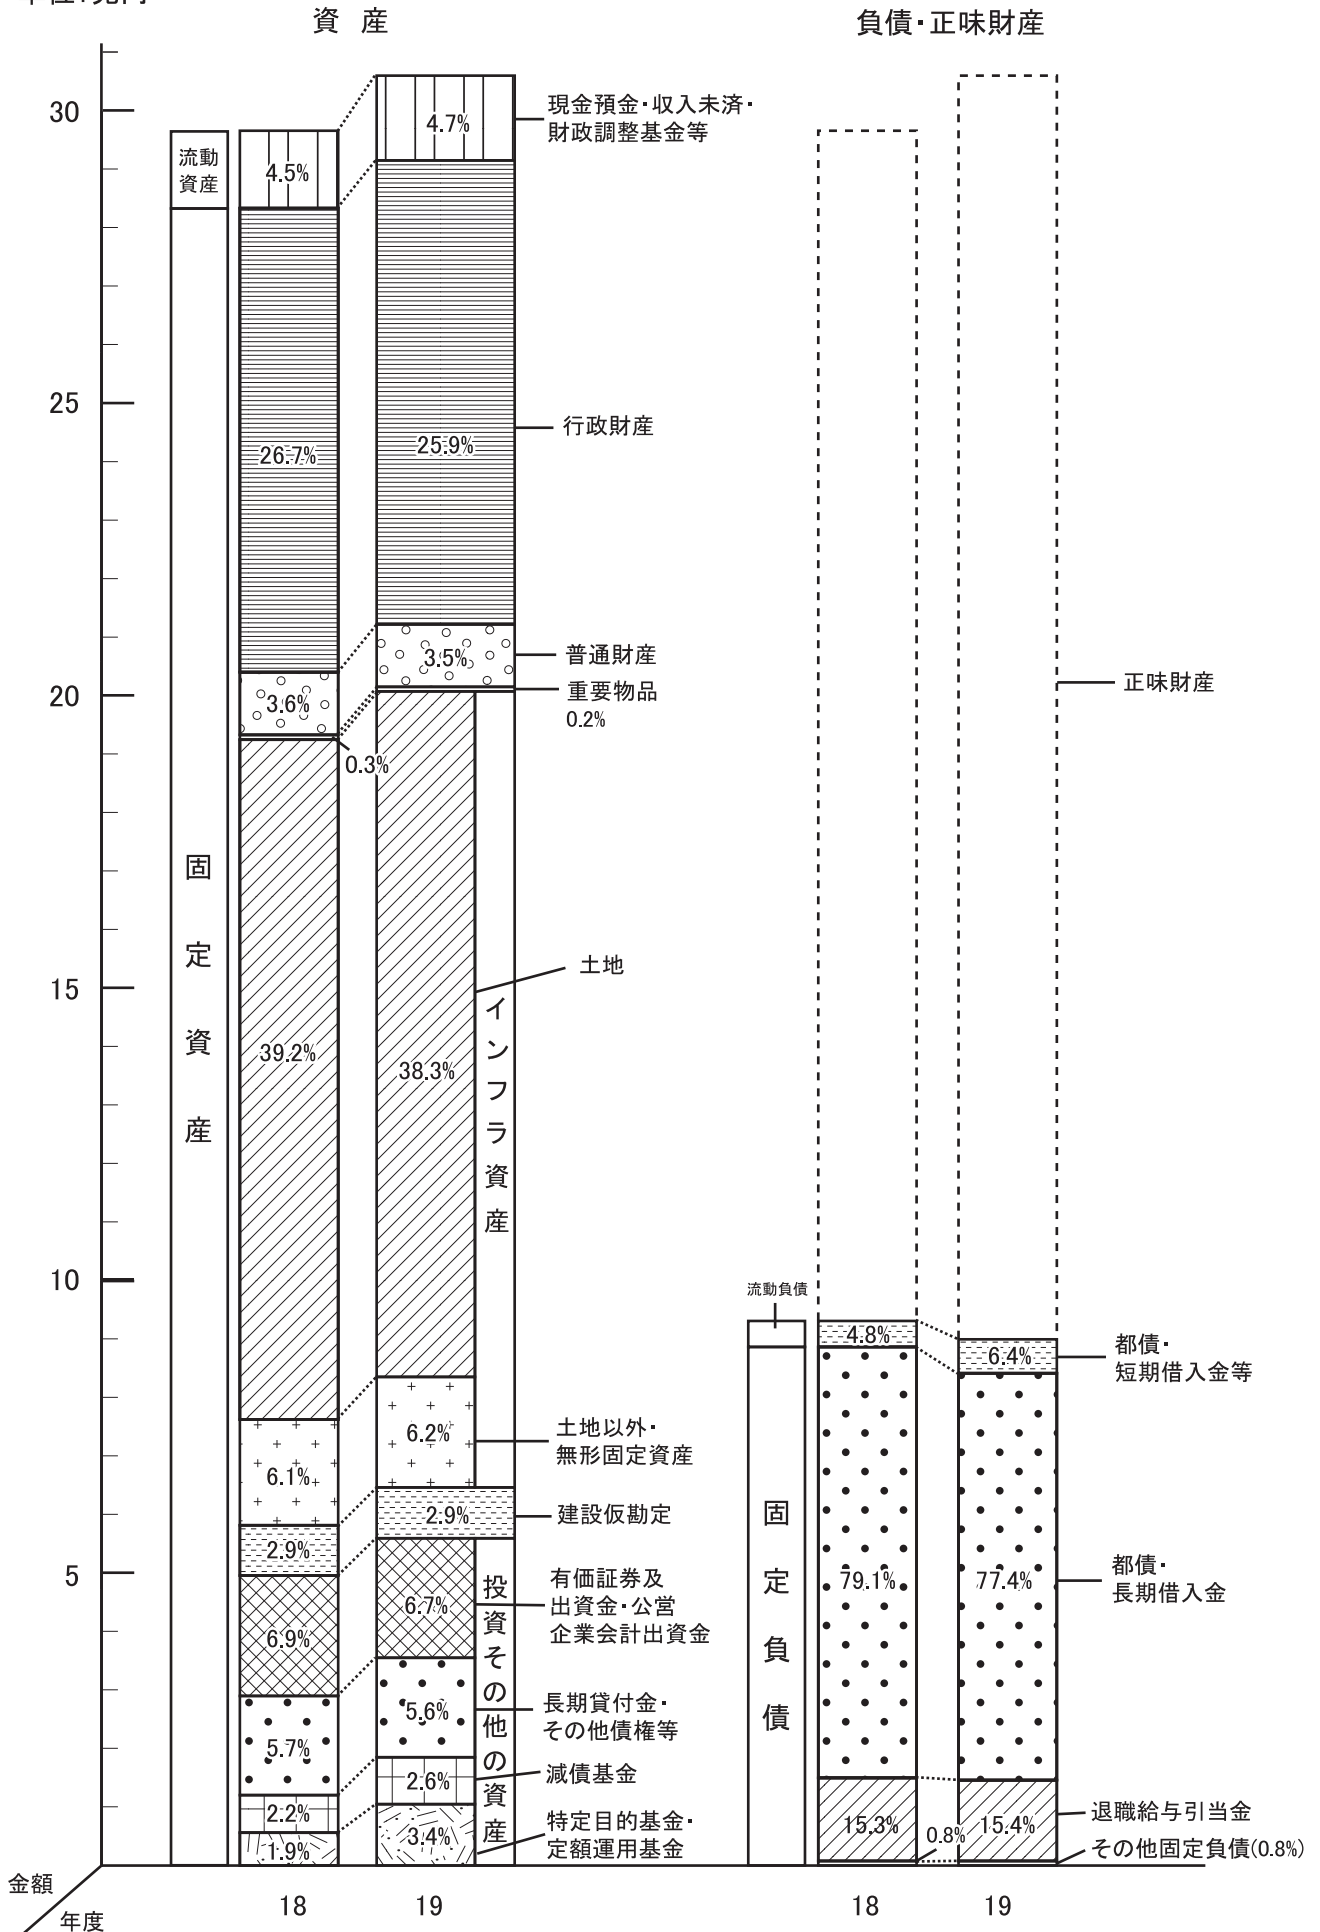 単位:兆円
資 産
負債・正味財産
30
25
20
15
10
5
流動
資産
固定資産
4.5%
26.7%
3.6%
0.3%
39.2%
6.1%
2.9%
6.9%
5.7%
2.2%
1.9%
4.7%
25.9%
3.5%
38.3%
6.2%
2.9%
6.7%
5.6%
2.6%
3.4%
インフラ資産
投資その他の資産
現金預金・収入未済・
財政調整基金等
行政財産
普通財産
重要物品
0.2%
土地
土地以外・
無形固定資産
建設仮勘定
有価証券及
出資金・公営
企業会計出資金
長期貸付金・
その他債権等
減債基金
特定目的基金・
定額運用基金
流動負債
固定負債
4.8%
79.1%
15.3%
0.8%
6.4%
77.4%
15.4%
正味財産
都債・
短期借入金等
都債・
長期借入金
退職給与引当金
その他固定負債(0.8%)
金額
年度
18
19
18
19